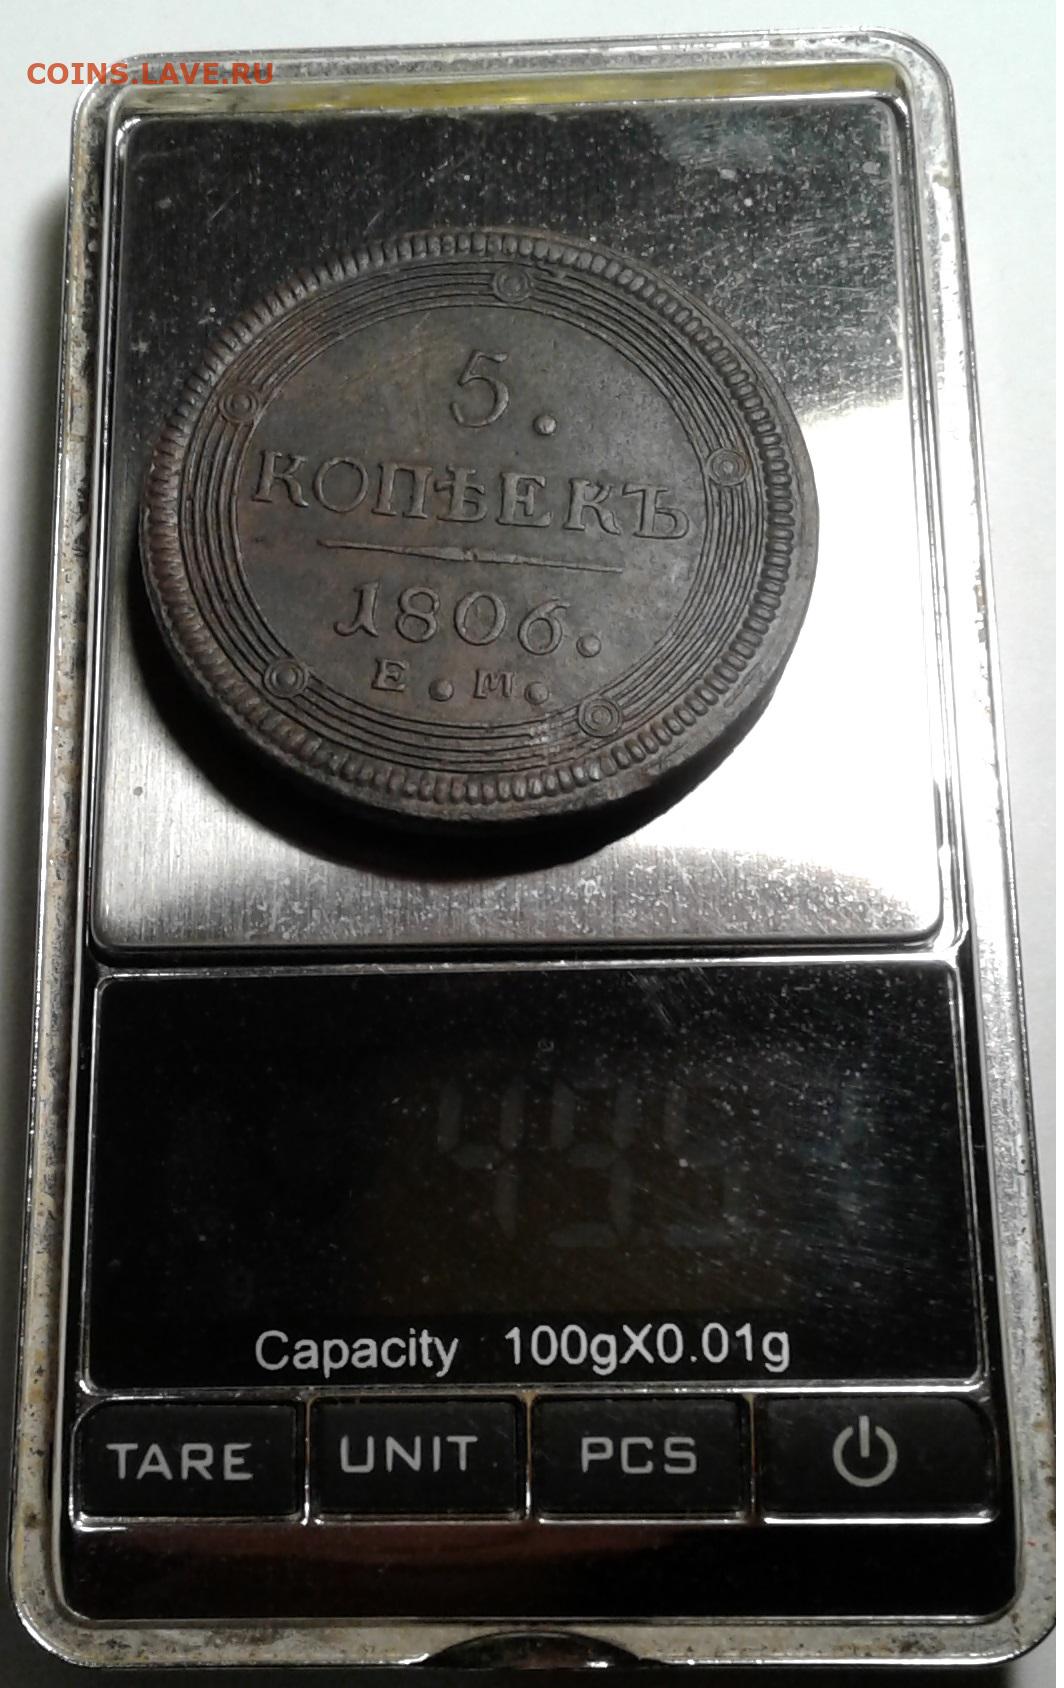 COINS.LAVE.RU
5.
КОПѢЕКЪ
1806.
Е. М.
Capacity 100gX0.01g
TARE UNIT PCS